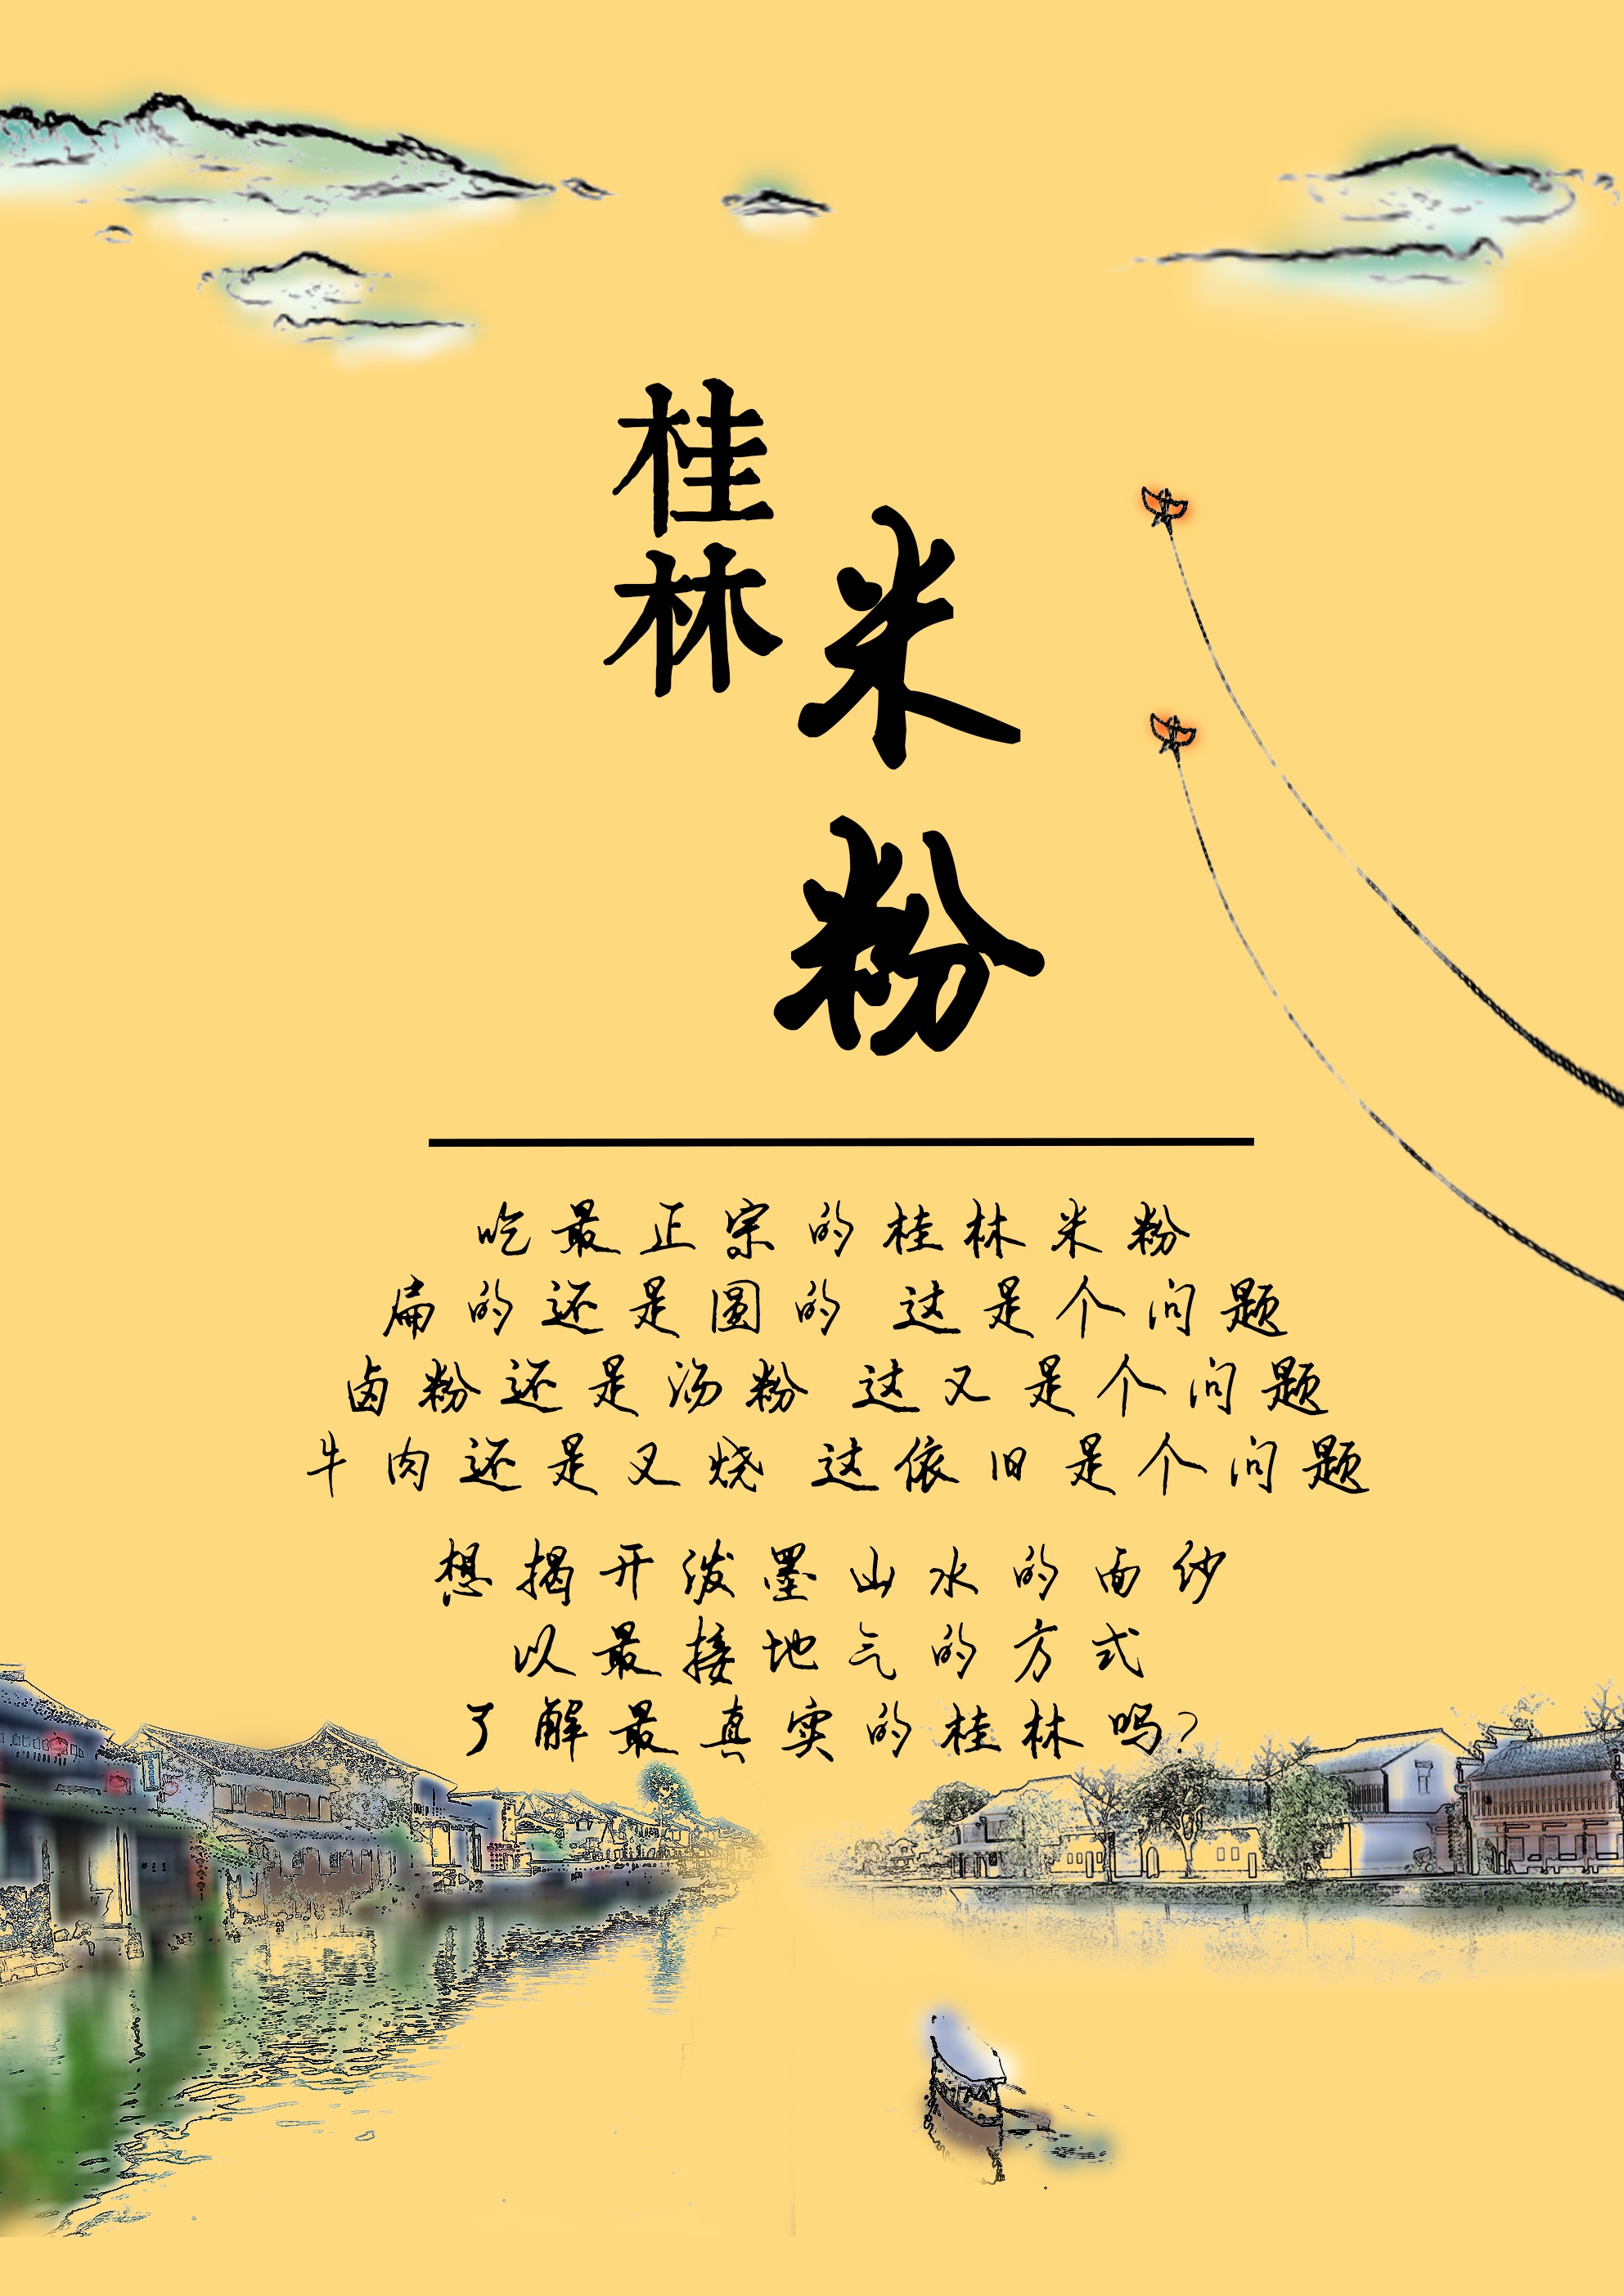 桂林
米粉
吃最正宗的桂林米粉
扁的还是圆的 这是个问题
卤粉还是汤粉 这又是个问题
牛肉还是叉烧 这依旧是个问题
想揭开泼墨山水的面纱
以最接地气的方式
了解最真实的桂林吗?